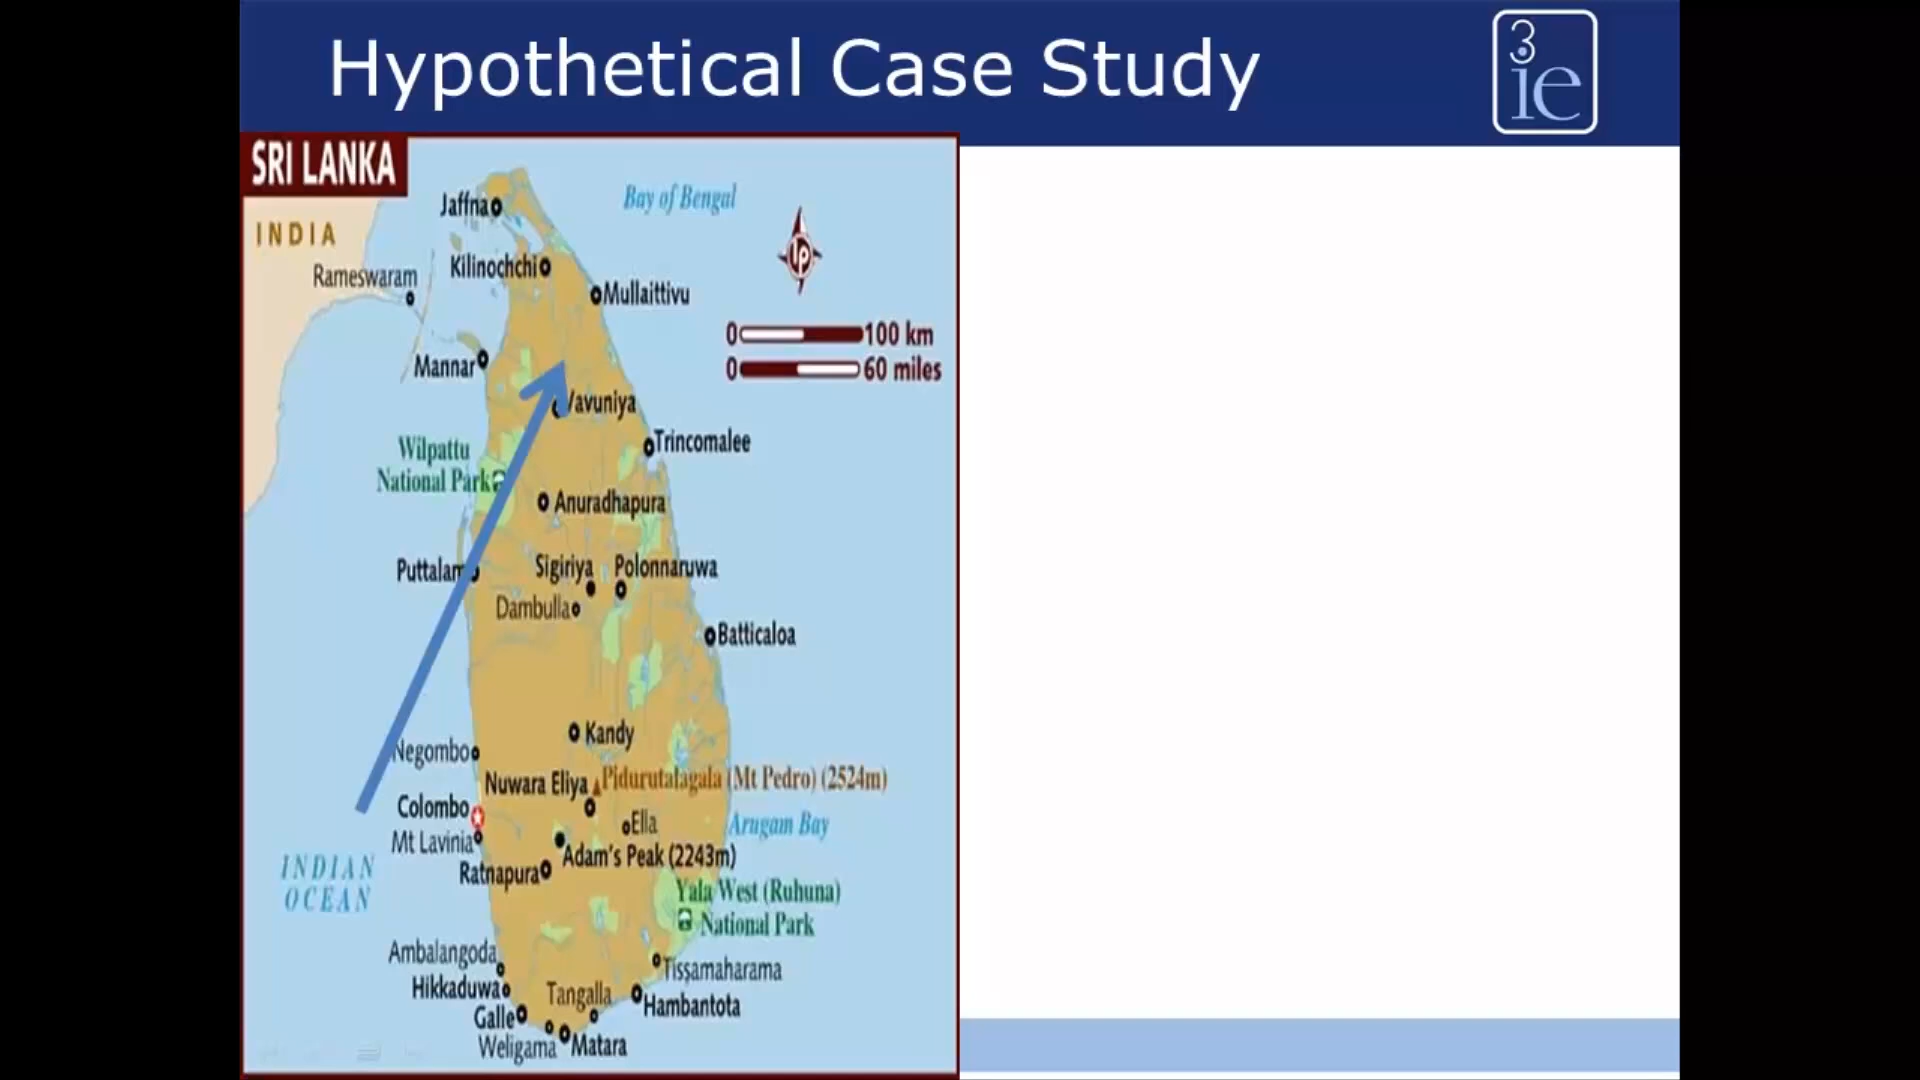 Hypothetical Case Study
3
ie
SRI LANKA
INDIA
Bay of Bengal
Jaffna
Rameswaram
Kilinochchi
lp
Mullaittivu
0 100 km
0 60 miles
Mannar
Vavuniya
Trincomalee
Wilpattu
National Park
Anuradhapura
Puttalam
Sigiriya
Polonnaruwa
Dambulla
Batticaloa
Kandy
Negombo
Nuwara Eliya
Pidurutalagala (Mt Pedro) (2524m)
Colombo
Ella
Arugam Bay
Mt Lavinia
Adam's Peak (2243m)
Ratnapura
INDIAN
OCEAN
Yala West (Ruhuna)
National Park
Ambalangoda
Tissamaharama
Hikkaduwa
Tangalla
Hambantota
Galle
Weligama
Matara